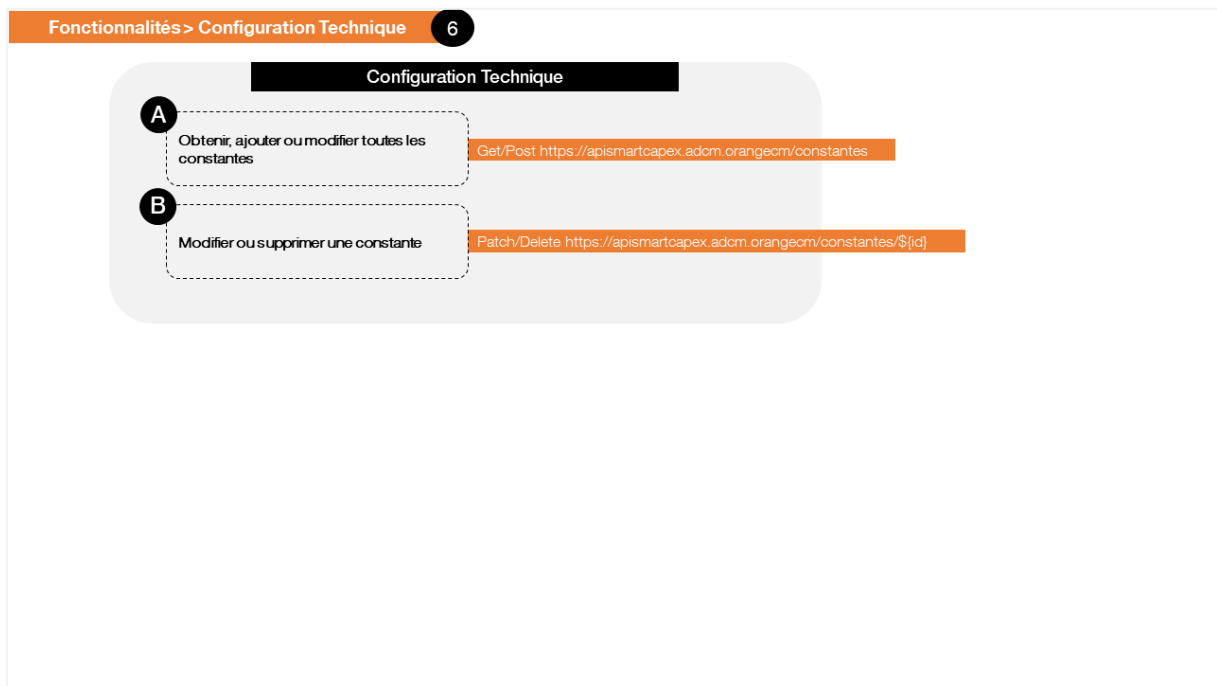 Fonctionnalités > Configuration Technique 6
Configuration Technique
A
Obtenir, ajouter ou modifier toutes les
constantes
Get/Post https://apismartcapex.adcm.orangecm/constantes
B
Modifier ou supprimer une constante
Patch/Delete https://apismartcapex.adcm.orangecm/constantes/${id}